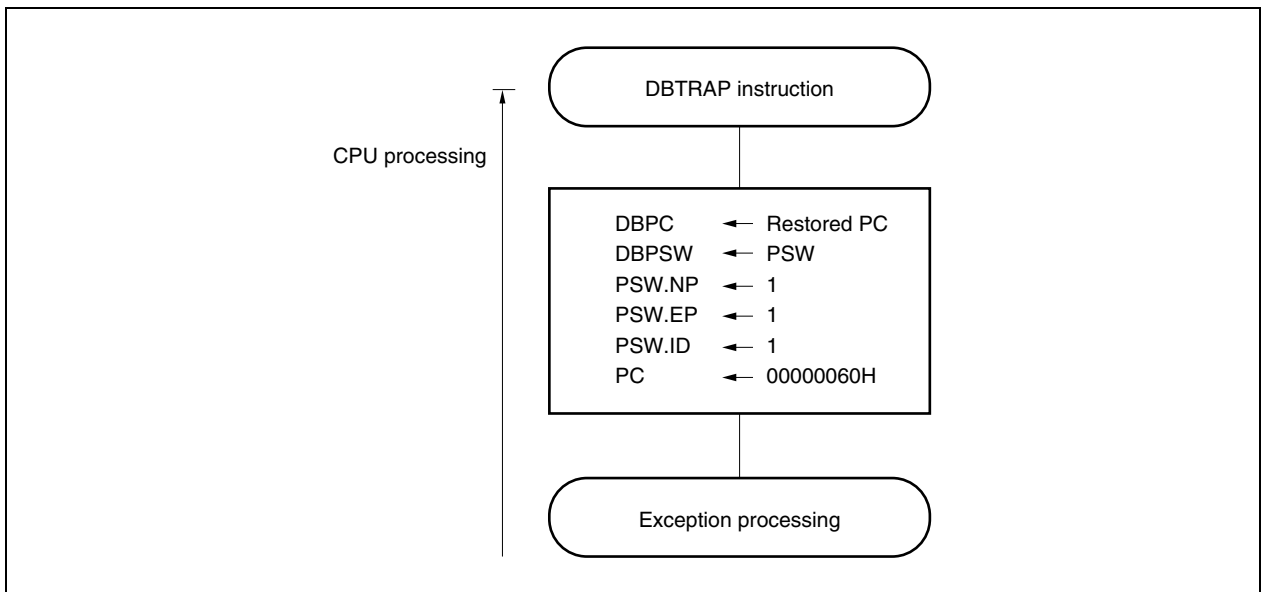 DBTRAP instruction
CPU processing
DBPC ← Restored PC
DBPSW ← PSW
PSW.NP ← 1
PSW.EP ← 1
PSW.ID ← 1
PC ← 00000060H
Exception processing